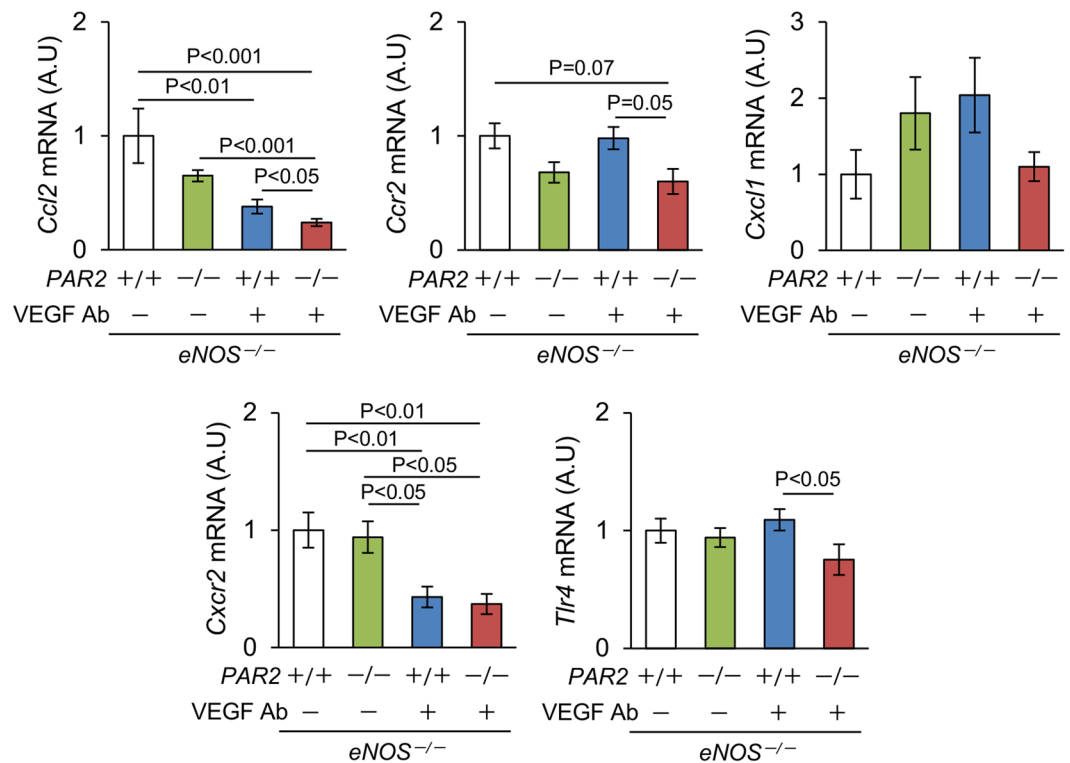 2
1
0
Ccl2 mRNA (A.U)
P<0.001
P<0.01
P<0.001
P<0.05
PAR2 +/+ −/− +/+ −/−
VEGF Ab − − + +
eNOS−/−
2
1
0
Ccr2 mRNA (A.U)
P=0.07
P=0.05
PAR2 +/+ −/− +/+ −/−
VEGF Ab − − + +
eNOS−/−
3
2
1
0
Cxcl1 mRNA (A.U
PAR2 +/+ −/− +/+ −/−
VEGF Ab − − + +
eNOS−/−
2
1
0
Cxcr2 mRNA (A.U)
P<0.01
P<0.01
P<0.05
P<0.05
PAR2 +/+ −/− +/+ −/−
VEGF Ab − − + +
eNOS−/−
2
1
0
Tlr4 mRNA (A.U)
P<0.05
PAR2 +/+ −/− +/+ −/−
VEGF Ab − − + +
eNOS−/−